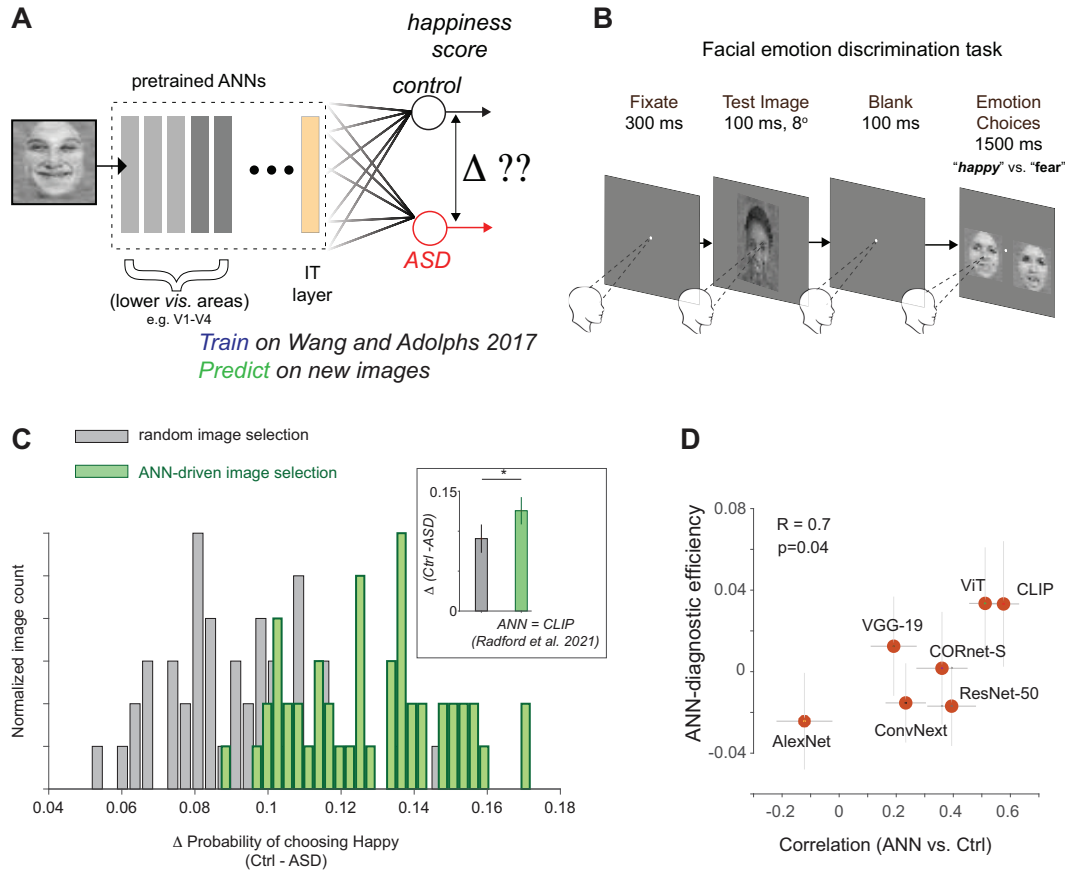 A
happiness
score
pretrained ANNs
control
Δ ??
ASD
IT
layer
(lower vis. areas)
e.g. V1-V4
Train on Wang and Adolphs 2017
Predict on new images
B
Facial emotion discrimination task
Fixate
300 ms
Test Image
100 ms, 8°
Blank
100 ms
Emotion
Choices
1500 ms
"happy" vs. "fear"
C
random image selection
ANN-driven image selection
Normalized image count
0.04
0.06
0.08
0.1
0.12
0.14
0.16
0.18
Δ Probability of choosing Happy
(Ctrl - ASD)
*
0.15
0
Δ (Ctrl -ASD)
ANN = CLIP
(Radford et al. 2021)
D
ANN-diagnostic efficiency
0.08
0.04
0
-0.04
R = 0.7
p=0.04
ViT
CLIP
VGG-19
CORnet-S
ResNet-50
ConvNext
AlexNet
-0.2
0
0.2
0.4
0.6
Correlation (ANN vs. Ctrl)